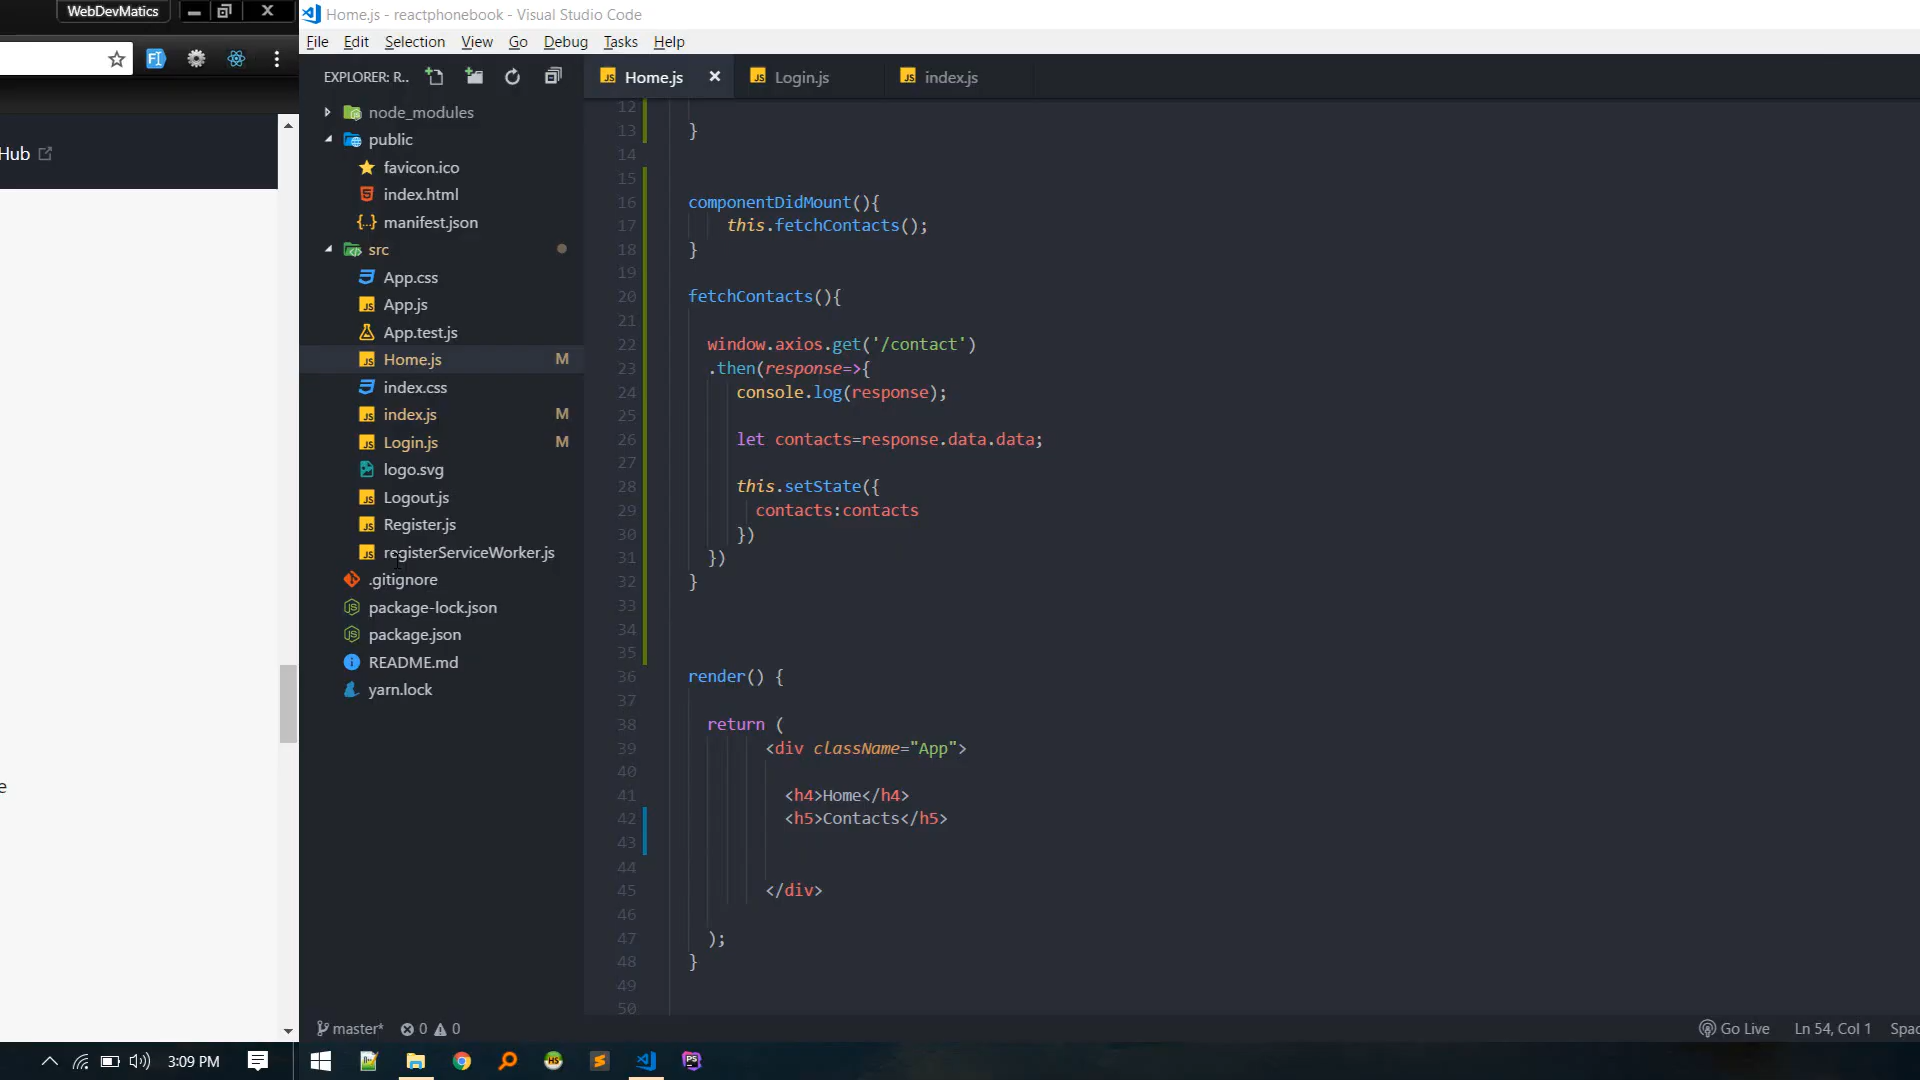 WebDevMatics
Hub
e
Home.js - reactphonebook - Visual Studio Code
File Edit Selection View Go Debug Tasks Help
EXPLORER: R..
node_modules
public
favicon.ico
index.html
manifest.json
src
App.css
App.js
App.test.js
Home.js M
index.css
index.js M
Login.js M
logo.svg
Logout.js
Register.js
registerServiceWorker.js
.gitignore
package-lock.json
package.json
README.md
yarn.lock
Home.js Login.js index.js
12
13 }
14
15
16 componentDidMount(){
17 this.fetchContacts();
18 }
19
20 fetchContacts(){
21
22 window.axios.get('/contact')
23 .then(response=>{
24 console.log(response);
25
26 let contacts=response.data.data;
27
28 this.setState({
29 contacts:contacts
30 })
31 })
32 }
33
34
35
36 render() {
37
38 return (
39 <div className="App">
40
41 <h4>Home</h4>
42 <h5>Contacts</h5>
43
44
45 </div>
46
47 );
48 }
49
50
master* 0 0 Go Live Ln 54, Col 1 Spac
3:09 PM